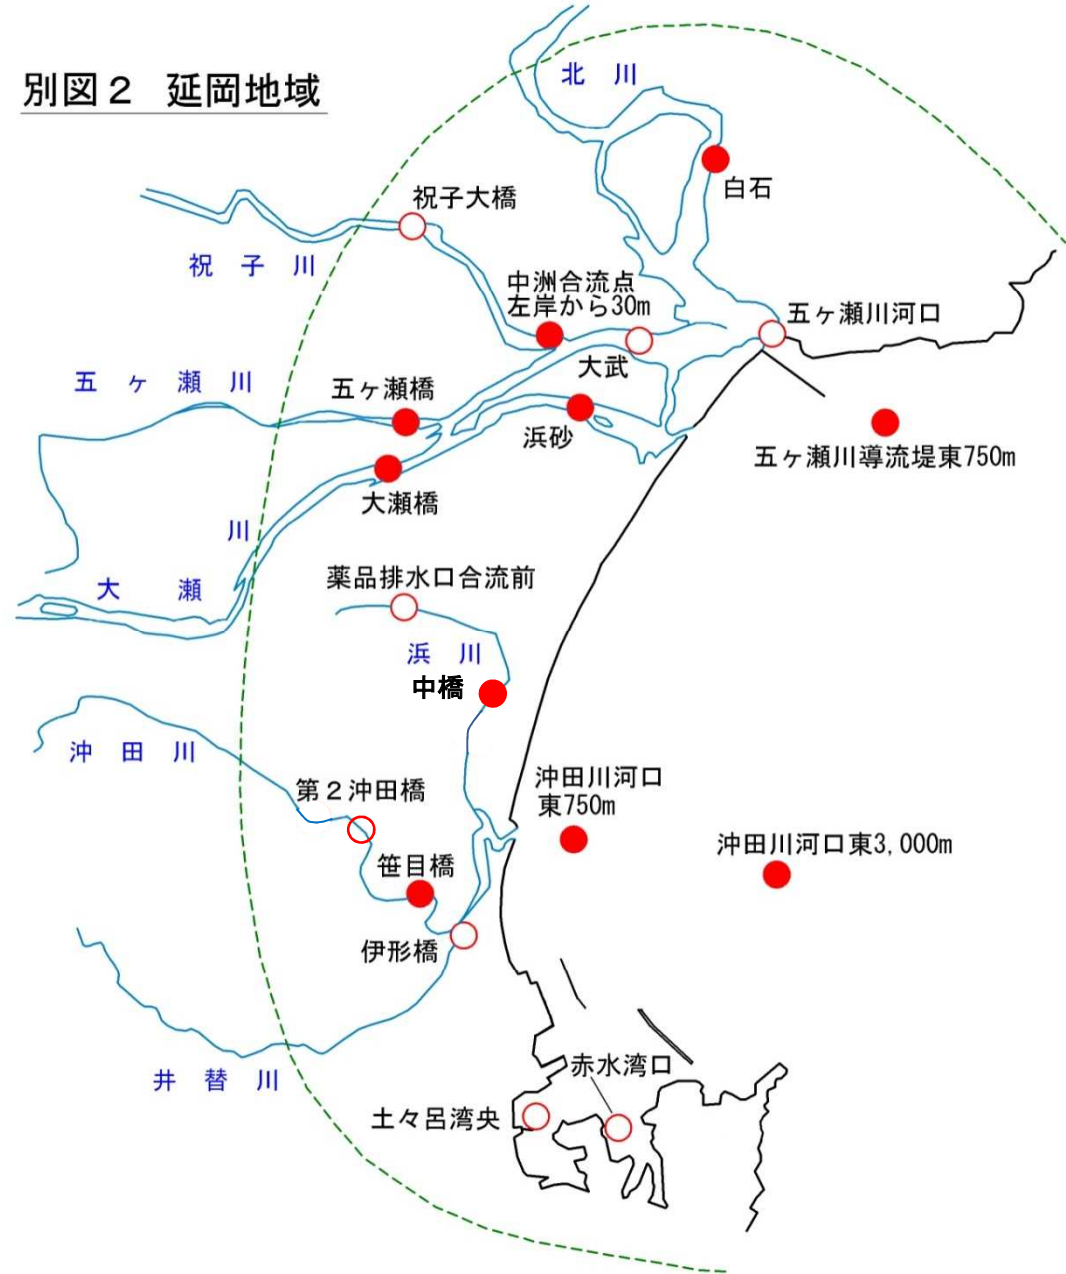 別図２　延岡地域
北　川
白石
祝子大橋
祝　子　川
中洲合流点
左岸から30m
五ヶ瀬川河口
大武
五　ヶ　瀬　川
五ヶ瀬橋
浜砂
五ヶ瀬川導流堤東750m
大瀬橋
川
大　　瀬
薬品排水口合流前
浜　川
中橋
沖　田　川
沖田川河口
東750m
第２沖田橋
沖田川河口東3,000m
笹目橋
伊形橋
赤水湾口
井　替　川
土々呂湾央